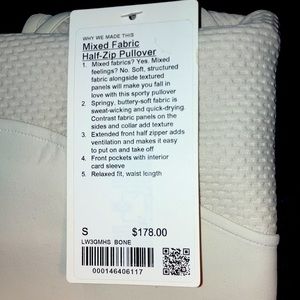 WHY WE MADE THIS
Mixed Fabric
Half-Zip Pullover
1. Mixed fabrics? Yes. Mixed
feelings? No. Soft, structured
fabric alongside textured
panels will make you fall in
love with this sporty pullover
2. Springy, buttery-soft fabric is
sweat-wicking and quick-drying.
Contrast fabric panels on the
sides and collar add texture
3. Extended front half zipper adds
ventilation and makes it easy
to put on and take off
4. Front pockets with interior
card sleeve
5. Relaxed fit, waist length
S $178.00
LW3GMHS BONE
000146406117